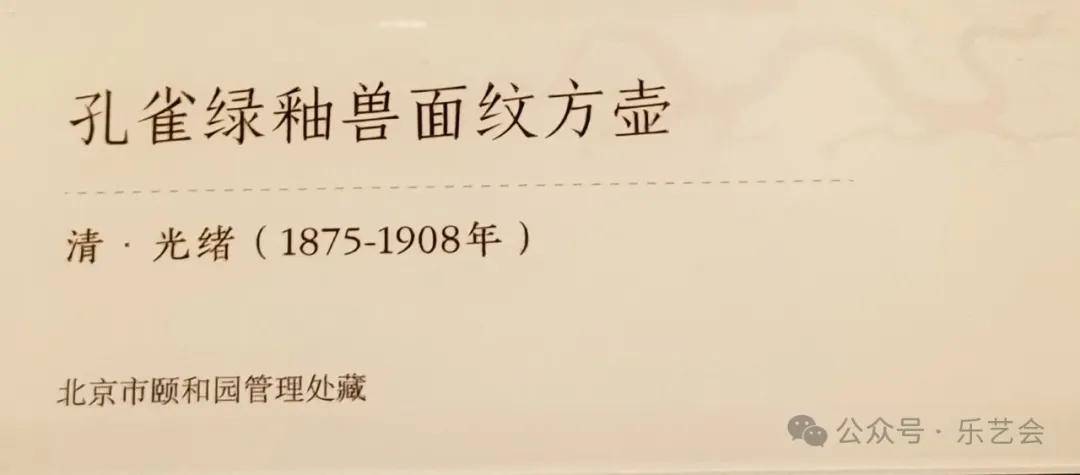 孔雀绿釉兽面纹方壶
清·光绪（1875-1908年）
北京市颐和园管理处藏
公众号·乐艺会